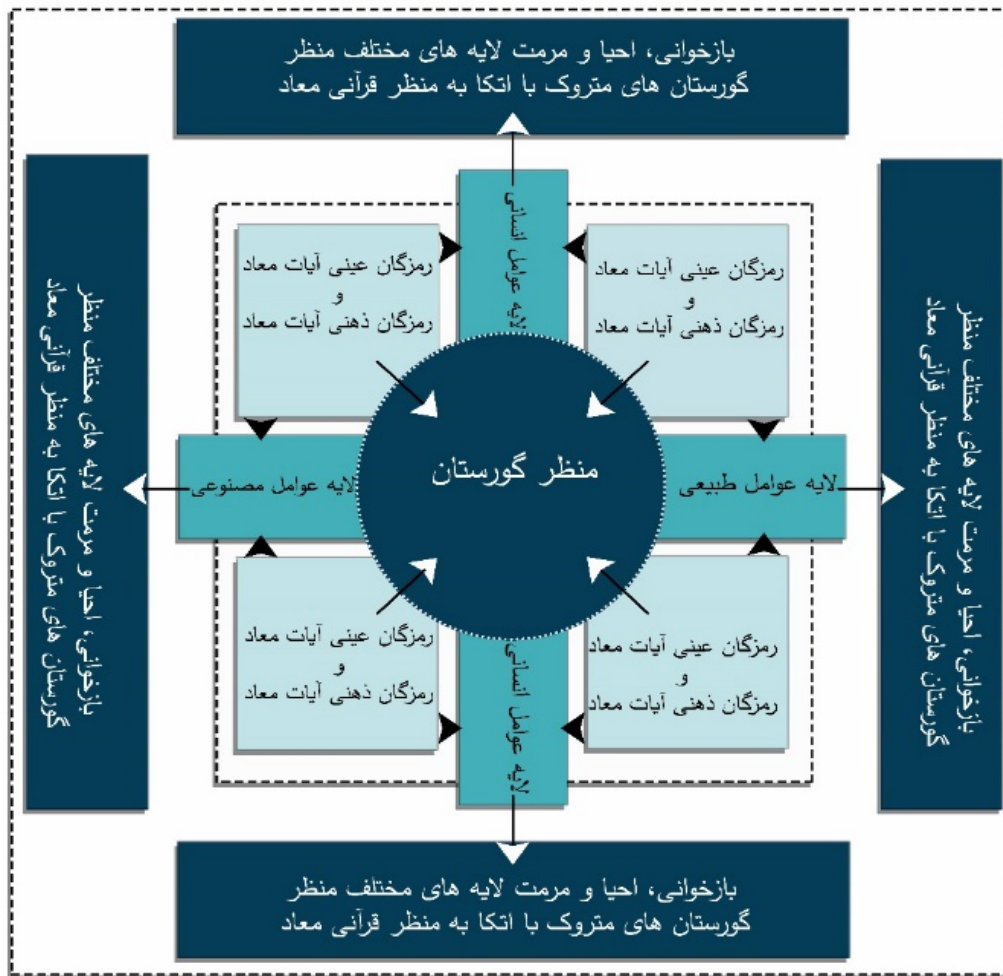 بازخوانی، احیا و مرمت لایه های مختلف منظر
گورستان های متروک با اتکا به منظر قرآنی معاد
لایه عوامل انسانی
رمزگان عینی آیات معاد
و
رمزگان ذهنی آیات معاد
رمزگان عینی آیات معاد
و
رمزگان ذهنی آیات معاد
بازخوانی، احیا و مرمت لایه های مختلف منظر
گورستان های متروک با اتکا به منظر قرآنی معاد
لایه عوامل طبیعی
منظر گورستان
لایه عوامل مصنوعی
بازخوانی، احیا و مرمت لایه های مختلف منظر
گورستان های متروک با اتکا به منظر قرآنی معاد
رمزگان عینی آیات معاد
و
رمزگان ذهنی آیات معاد
رمزگان عینی آیات معاد
و
رمزگان ذهنی آیات معاد
لایه عوامل انسانی
بازخوانی، احیا و مرمت لایه های مختلف منظر
گورستان های متروک با اتکا به منظر قرآنی معاد